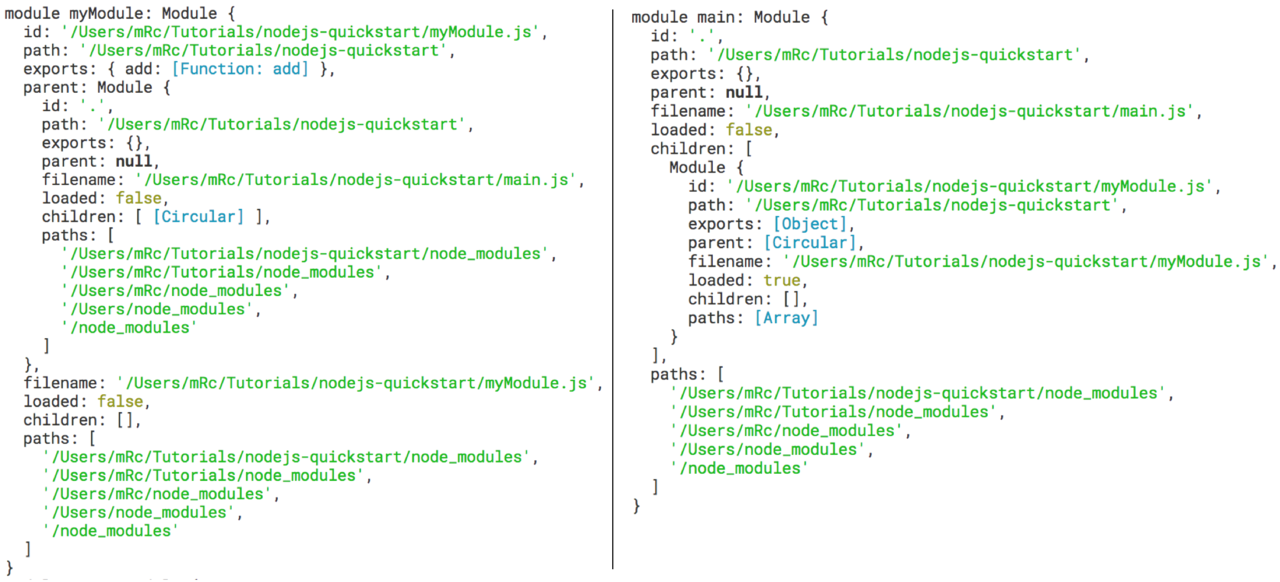 module myModule: Module {
  id: '/Users/mRc/Tutorials/nodejs-quickstart/myModule.js',
  path: '/Users/mRc/Tutorials/nodejs-quickstart',
  exports: { add: [Function: add] },
  parent: Module {
    id: '.',
    path: '/Users/mRc/Tutorials/nodejs-quickstart',
    exports: {},
    parent: null,
    filename: '/Users/mRc/Tutorials/nodejs-quickstart/main.js',
    loaded: false,
    children: [ [Circular] ],
    paths: [
      '/Users/mRc/Tutorials/nodejs-quickstart/node_modules',
      '/Users/mRc/Tutorials/node_modules',
      '/Users/mRc/node_modules',
      '/Users/node_modules',
      '/node_modules'
    ]
  },
  filename: '/Users/mRc/Tutorials/nodejs-quickstart/myModule.js',
  loaded: false,
  children: [],
  paths: [
    '/Users/mRc/Tutorials/nodejs-quickstart/node_modules',
    '/Users/mRc/Tutorials/node_modules',
    '/Users/mRc/node_modules',
    '/Users/node_modules',
    '/node_modules'
  ]
}
module main: Module {
  id: '.',
  path: '/Users/mRc/Tutorials/nodejs-quickstart',
  exports: {},
  parent: null,
  filename: '/Users/mRc/Tutorials/nodejs-quickstart/main.js',
  loaded: false,
  children: [
    Module {
      id: '/Users/mRc/Tutorials/nodejs-quickstart/myModule.js',
      path: '/Users/mRc/Tutorials/nodejs-quickstart',
      exports: [Object],
      parent: [Circular],
      filename: '/Users/mRc/Tutorials/nodejs-quickstart/myModule.js',
      loaded: true,
      children: [],
      paths: [Array]
    }
  ],
  paths: [
    '/Users/mRc/Tutorials/nodejs-quickstart/node_modules',
    '/Users/mRc/Tutorials/node_modules',
    '/Users/mRc/node_modules',
    '/Users/node_modules',
    '/node_modules'
  ]
}